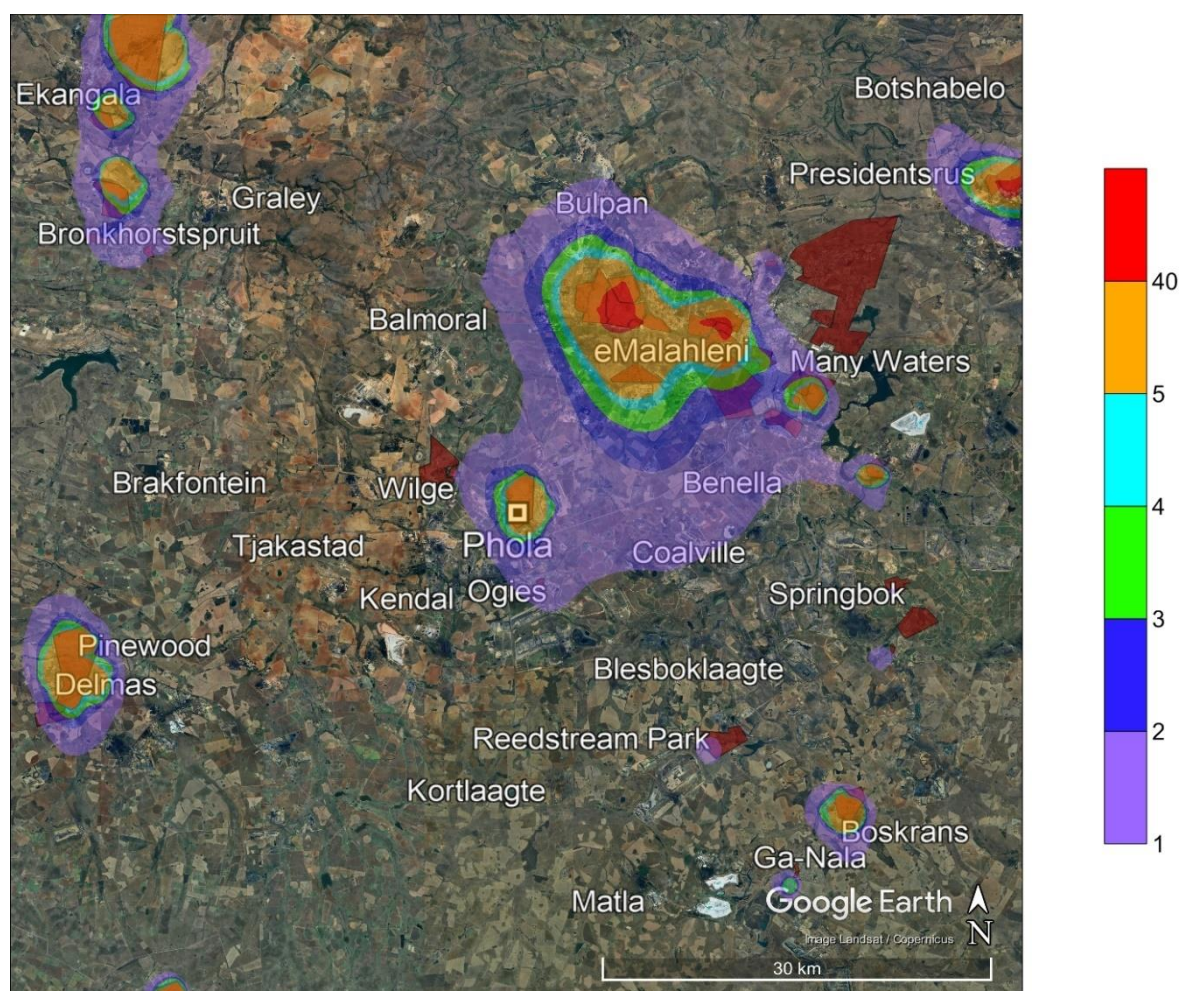 Ekangala
Botshabelo
Presidentsrus
Graley
Bulpan
Bronkhorstspruit
Balmoral
eMalahleni
Many Waters
Brakfontein
Wilge
Benella
Tjakastad
Phola
Coalville
Kendal
Ogies
Springbok
Pinewood
Delmas
Blesboklaagte
Reedstream Park
Kortlaagte
Boskrans
Ga-Nala
Matla
Google Earth
N
Image Landsat / Copernicus
30 km
40
5
4
3
2
1